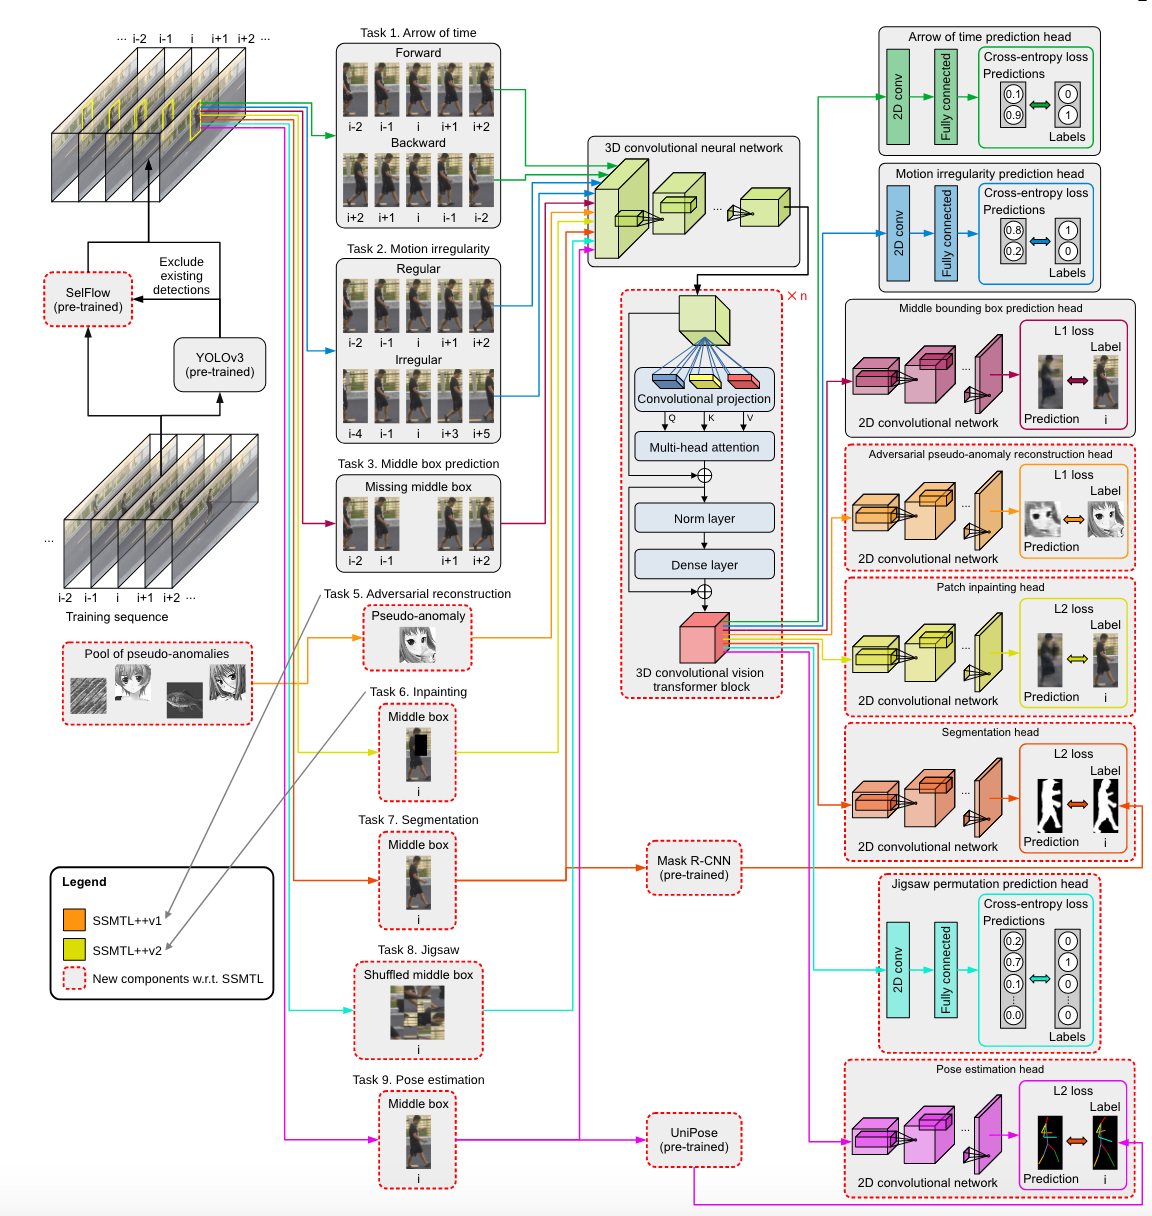 ... i-2 i-1 i i+1 i+2 ...
Exclude
existing
detections
SelFlow
(pre-trained)
YOLOv3
(pre-trained)
...
i-2 i-1 i i+1 i+2 ...
Training sequence
Pool of pseudo-anomalies
Legend
SSMTL++v1
SSMTL++v2
New components w.r.t. SSMTL
Task 1. Arrow of time
Forward
i-2 i-1 i i+1 i+2
Backward
i+2 i+1 i i-1 i-2
Task 2. Motion irregularity
Regular
i-2 i-1 i i+1 i+2
Irregular
i-4 i-1 i i+3 i+5
Task 3. Middle box prediction
Missing middle box
i-2 i-1 i+1 i+2
Task 5. Adversarial reconstruction
Pseudo-anomaly
Task 6. Inpainting
Middle box
i
Task 7. Segmentation
Middle box
i
Task 8. Jigsaw
Shuffled middle box
i
Task 9. Pose estimation
Middle box
i
3D convolutional neural network
...
× n
Convolutional projection
Q K V
Multi-head attention
Norm layer
Dense layer
3D convolutional vision
transformer block
Mask R-CNN
(pre-trained)
UniPose
(pre-trained)
Arrow of time prediction head
2D conv
Fully connected
Cross-entropy loss
Predictions
0.1 0
0.9 1
Labels
Motion irregularity prediction head
2D conv
Fully connected
Cross-entropy loss
Predictions
0.8 1
0.2 0
Labels
Middle bounding box prediction head
...
2D convolutional network
L1 loss
Label
Prediction i
Adversarial pseudo-anomaly reconstruction head
...
2D convolutional network
L1 loss
Label
Prediction
Patch inpainting head
...
2D convolutional network
L2 loss
Label
Prediction i
Segmentation head
...
2D convolutional network
L2 loss
Label
Prediction i
Jigsaw permutation prediction head
2D conv
Fully connected
Cross-entropy loss
Predictions
0.2 0
0.7 1
0.1 0
0.0 0
Labels
Pose estimation head
...
2D convolutional network
L2 loss
Label
Prediction i